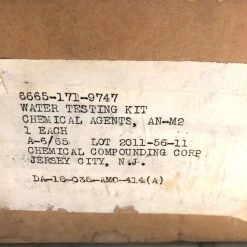 6665-171-9747
WATER TESTING KIT
CHEMICAL AGENTS, AN-M2
1 EACH
A-6/65 LOT 2011-56-11
CHEMICAL COMPOUNDING CORP
JERSEY CITY, N.J.
DA-18-035-AMC-414(A)